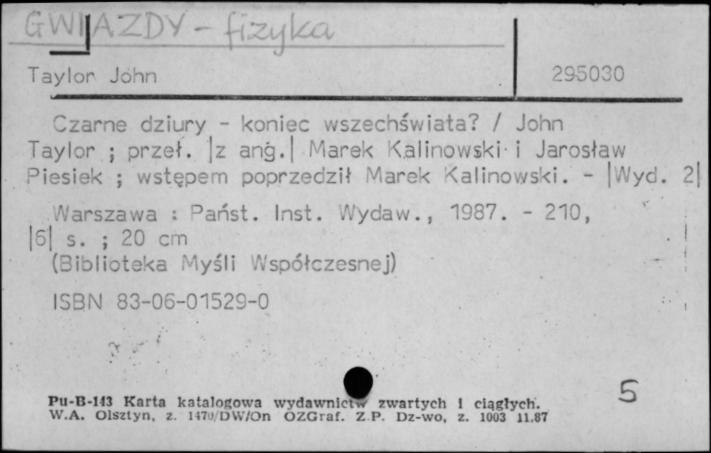 GWIAZDY - fizyka
Taylor John 295030
Czarne dziury - koniec wszechświata? / John
Taylor ; przeł. |z ang.| Marek Kalinowski i Jarosław
Piesiek ; wstępem poprzedził Marek Kalinowski. - |Wyd. 2|
Warszawa : Państ. Inst. Wydaw., 1987. - 210,
|6| s. ; 20 cm
(Biblioteka Myśli Współczesnej)
ISBN 83-06-01529-0
5
Pu-B-143 Karta katalogowa wydawnictw zwartych i ciągłych.
W.A. Olsztyn, z. 1470/DW/On OZGraf. Z.P. Dz-wo, z. 1003 11.87